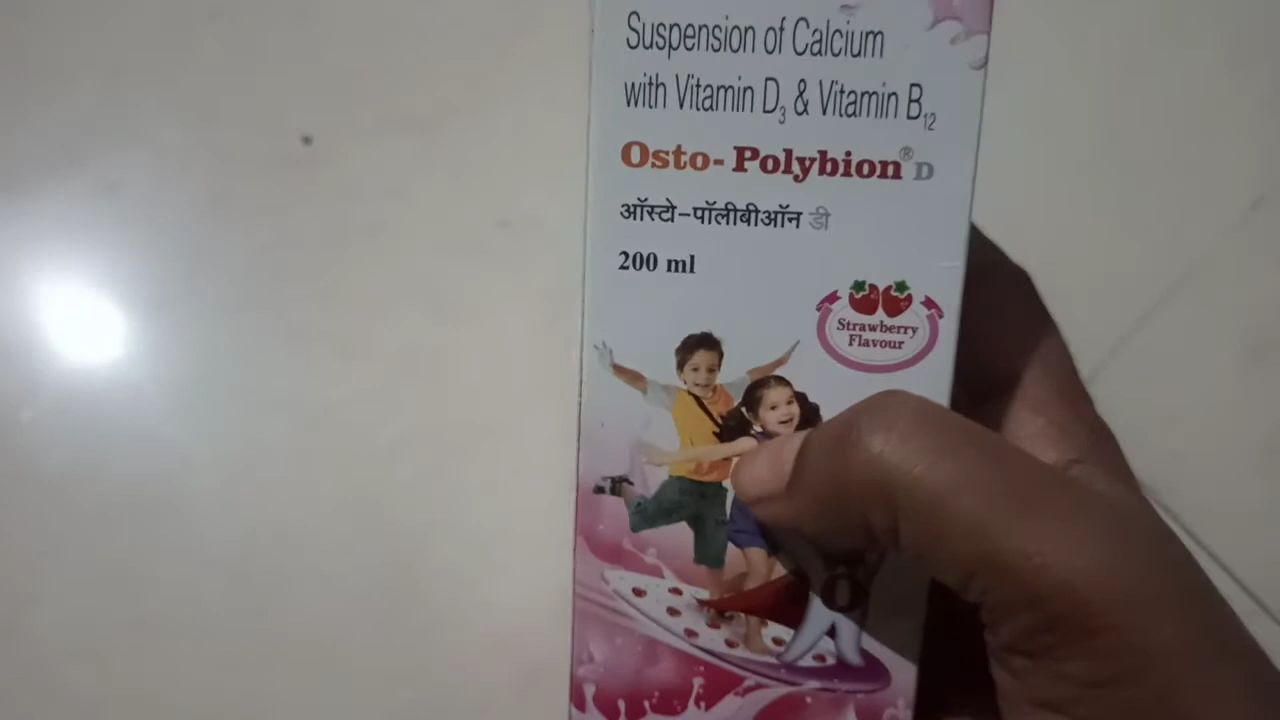 Suspension of Calcium
with Vitamin D₃ & Vitamin B₁₂
Osto-Polybion® D
ऑस्टो-पॉलीबीऑन डी
200 ml
Strawberry
Flavour